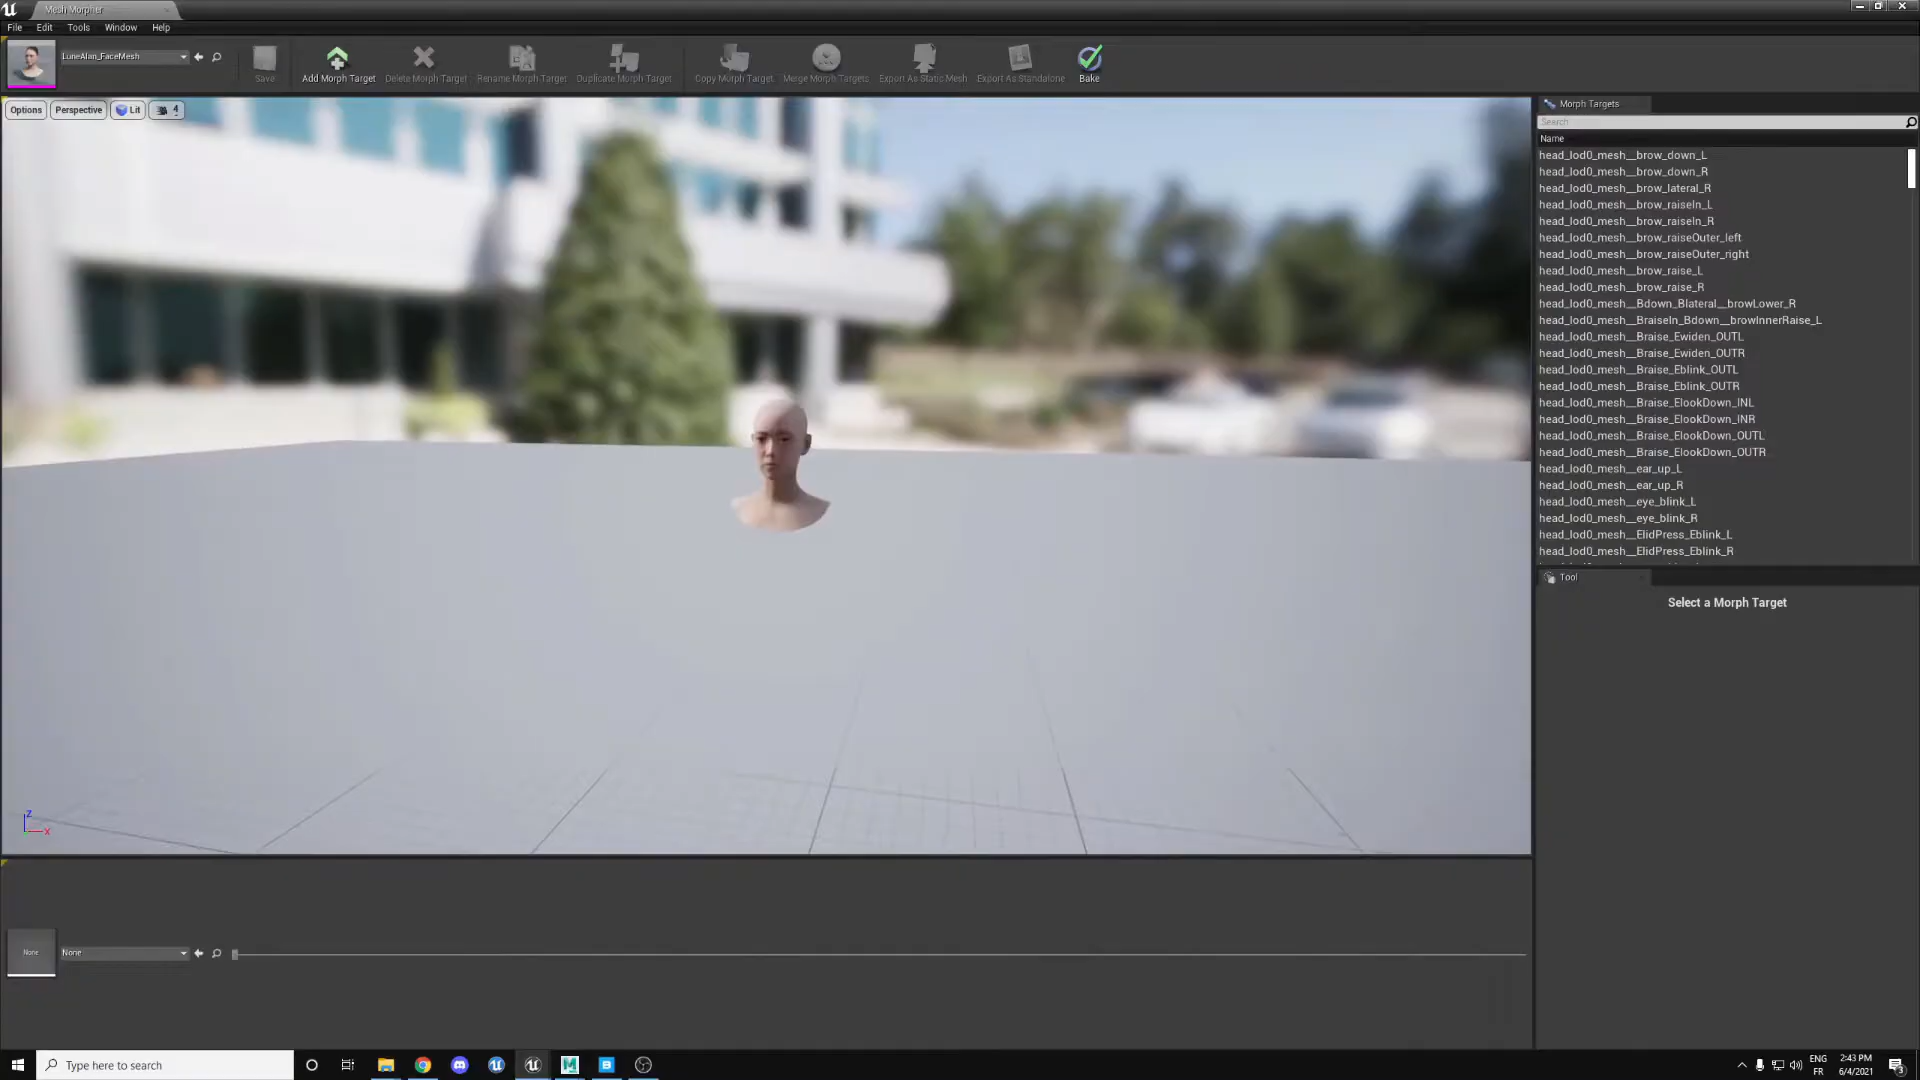 Mesh Morpher
File Edit Tools Window Help
LuneAlan_FaceMesh
Save
Add Morph Target
Delete Morph Target
Rename Morph Target
Duplicate Morph Target
Copy Morph Target
Merge Morph Targets
Export As Static Mesh
Export As Standalone
Bake
Options
Perspective
Lit
4
Morph Targets
Search
Name
head_lod0_mesh__brow_down_L
head_lod0_mesh__brow_down_R
head_lod0_mesh__brow_lateral_R
head_lod0_mesh__brow_raiseIn_L
head_lod0_mesh__brow_raiseIn_R
head_lod0_mesh__brow_raiseOuter_left
head_lod0_mesh__brow_raiseOuter_right
head_lod0_mesh__brow_raise_L
head_lod0_mesh__brow_raise_R
head_lod0_mesh__Bdown_Blateral__browLower_R
head_lod0_mesh__BraiseIn_Bdown__browInnerRaise_L
head_lod0_mesh__Braise_Ewiden_OUTL
head_lod0_mesh__Braise_Ewiden_OUTR
head_lod0_mesh__Braise_Eblink_OUTL
head_lod0_mesh__Braise_Eblink_OUTR
head_lod0_mesh__Braise_ElookDown_INL
head_lod0_mesh__Braise_ElookDown_INR
head_lod0_mesh__Braise_ElookDown_OUTL
head_lod0_mesh__Braise_ElookDown_OUTR
head_lod0_mesh__ear_up_L
head_lod0_mesh__ear_up_R
head_lod0_mesh__eye_blink_L
head_lod0_mesh__eye_blink_R
head_lod0_mesh__ElidPress_Eblink_L
head_lod0_mesh__ElidPress_Eblink_R
Tool
Select a Morph Target
Z
X
None
None
Type here to search
ENG
FR
2:43 PM
6/4/2021
3